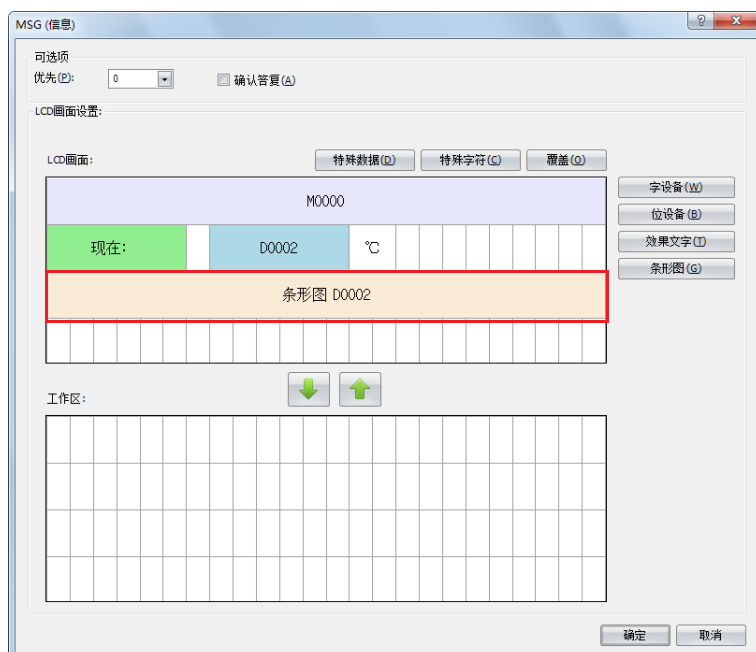 MSG (信息)
可选项
优先(P): 0 确认答复(A)
LCD画面设置:
LCD画面: 特殊数据(D) 特殊字符(C) 覆盖(O)
M0000
现在: D0002 ℃
条形图 D0002
字设备(W)
位设备(B)
效果文字(T)
条形图(G)
工作区:
确定 取消